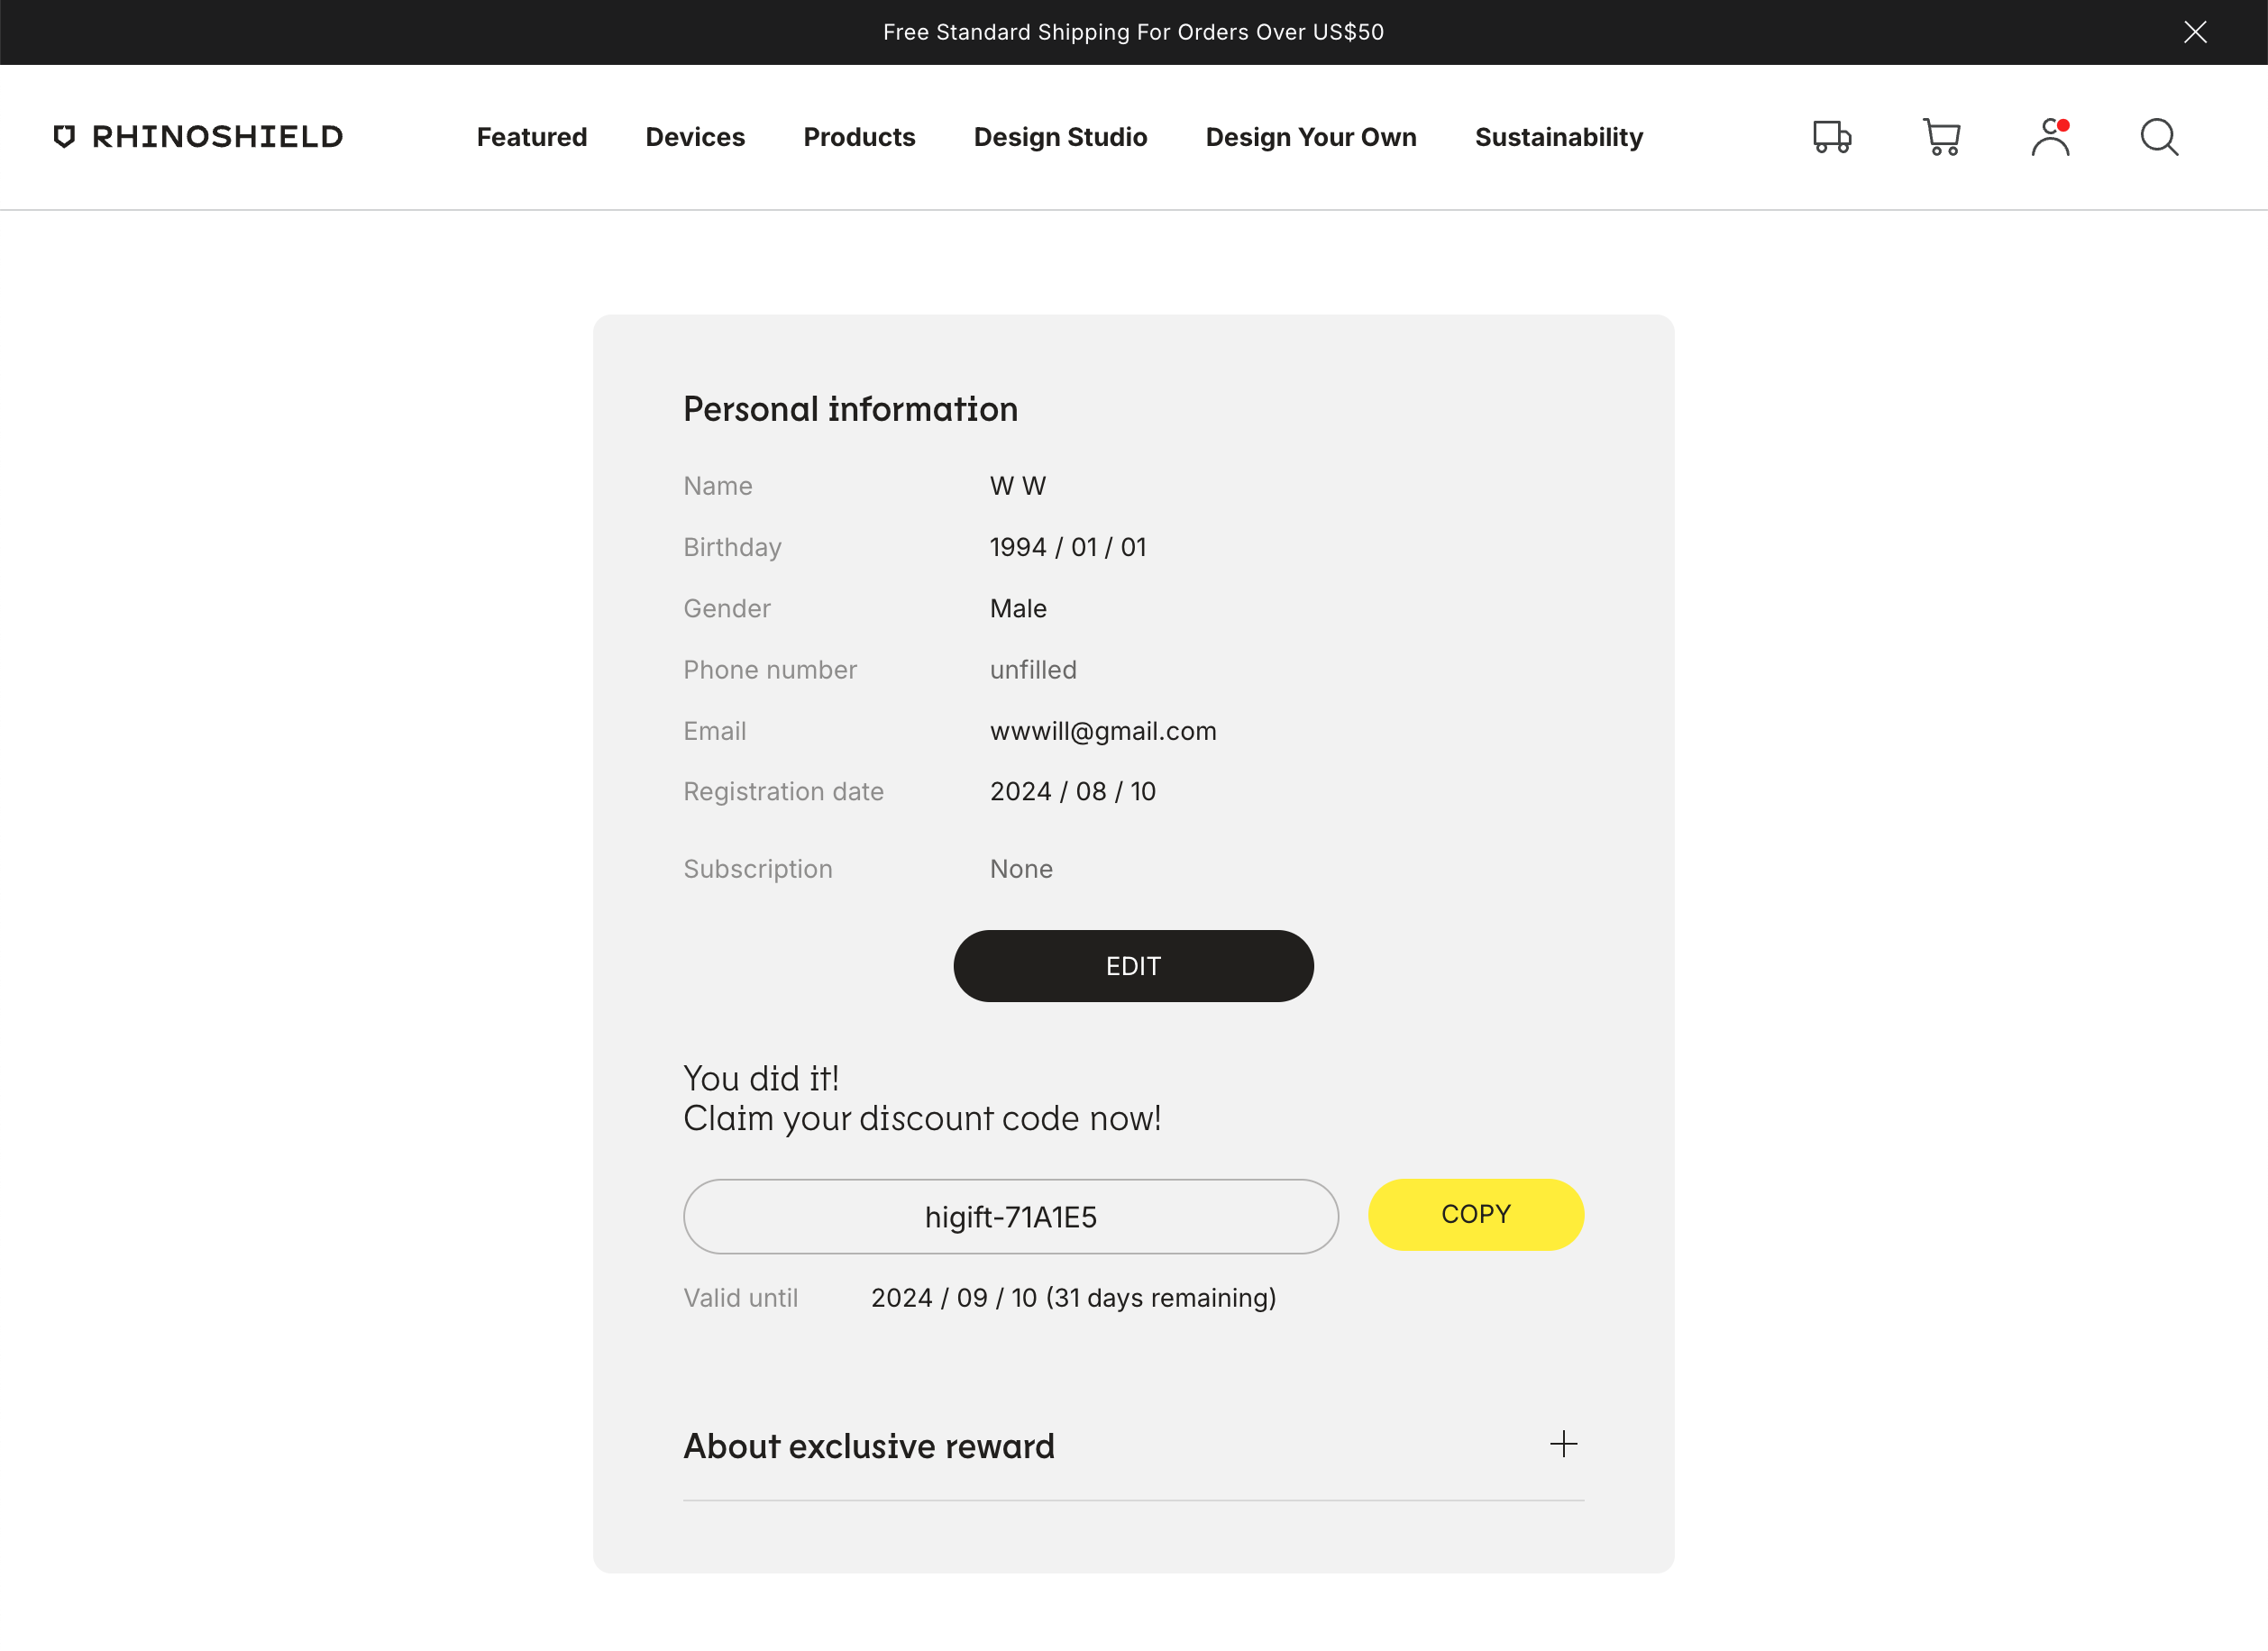 Free Standard Shipping For Orders Over US$50
RHINOSHIELD
Featured
Devices
Products
Design Studio
Design Your Own
Sustainability
Personal information
Name W W
Birthday 1994 / 01 / 01
Gender Male
Phone number unfilled
Email wwwill@gmail.com
Registration date 2024 / 08 / 10
Subscription None
EDIT
You did it!
Claim your discount code now!
higift-71A1E5
COPY
Valid until 2024 / 09 / 10 (31 days remaining)
About exclusive reward